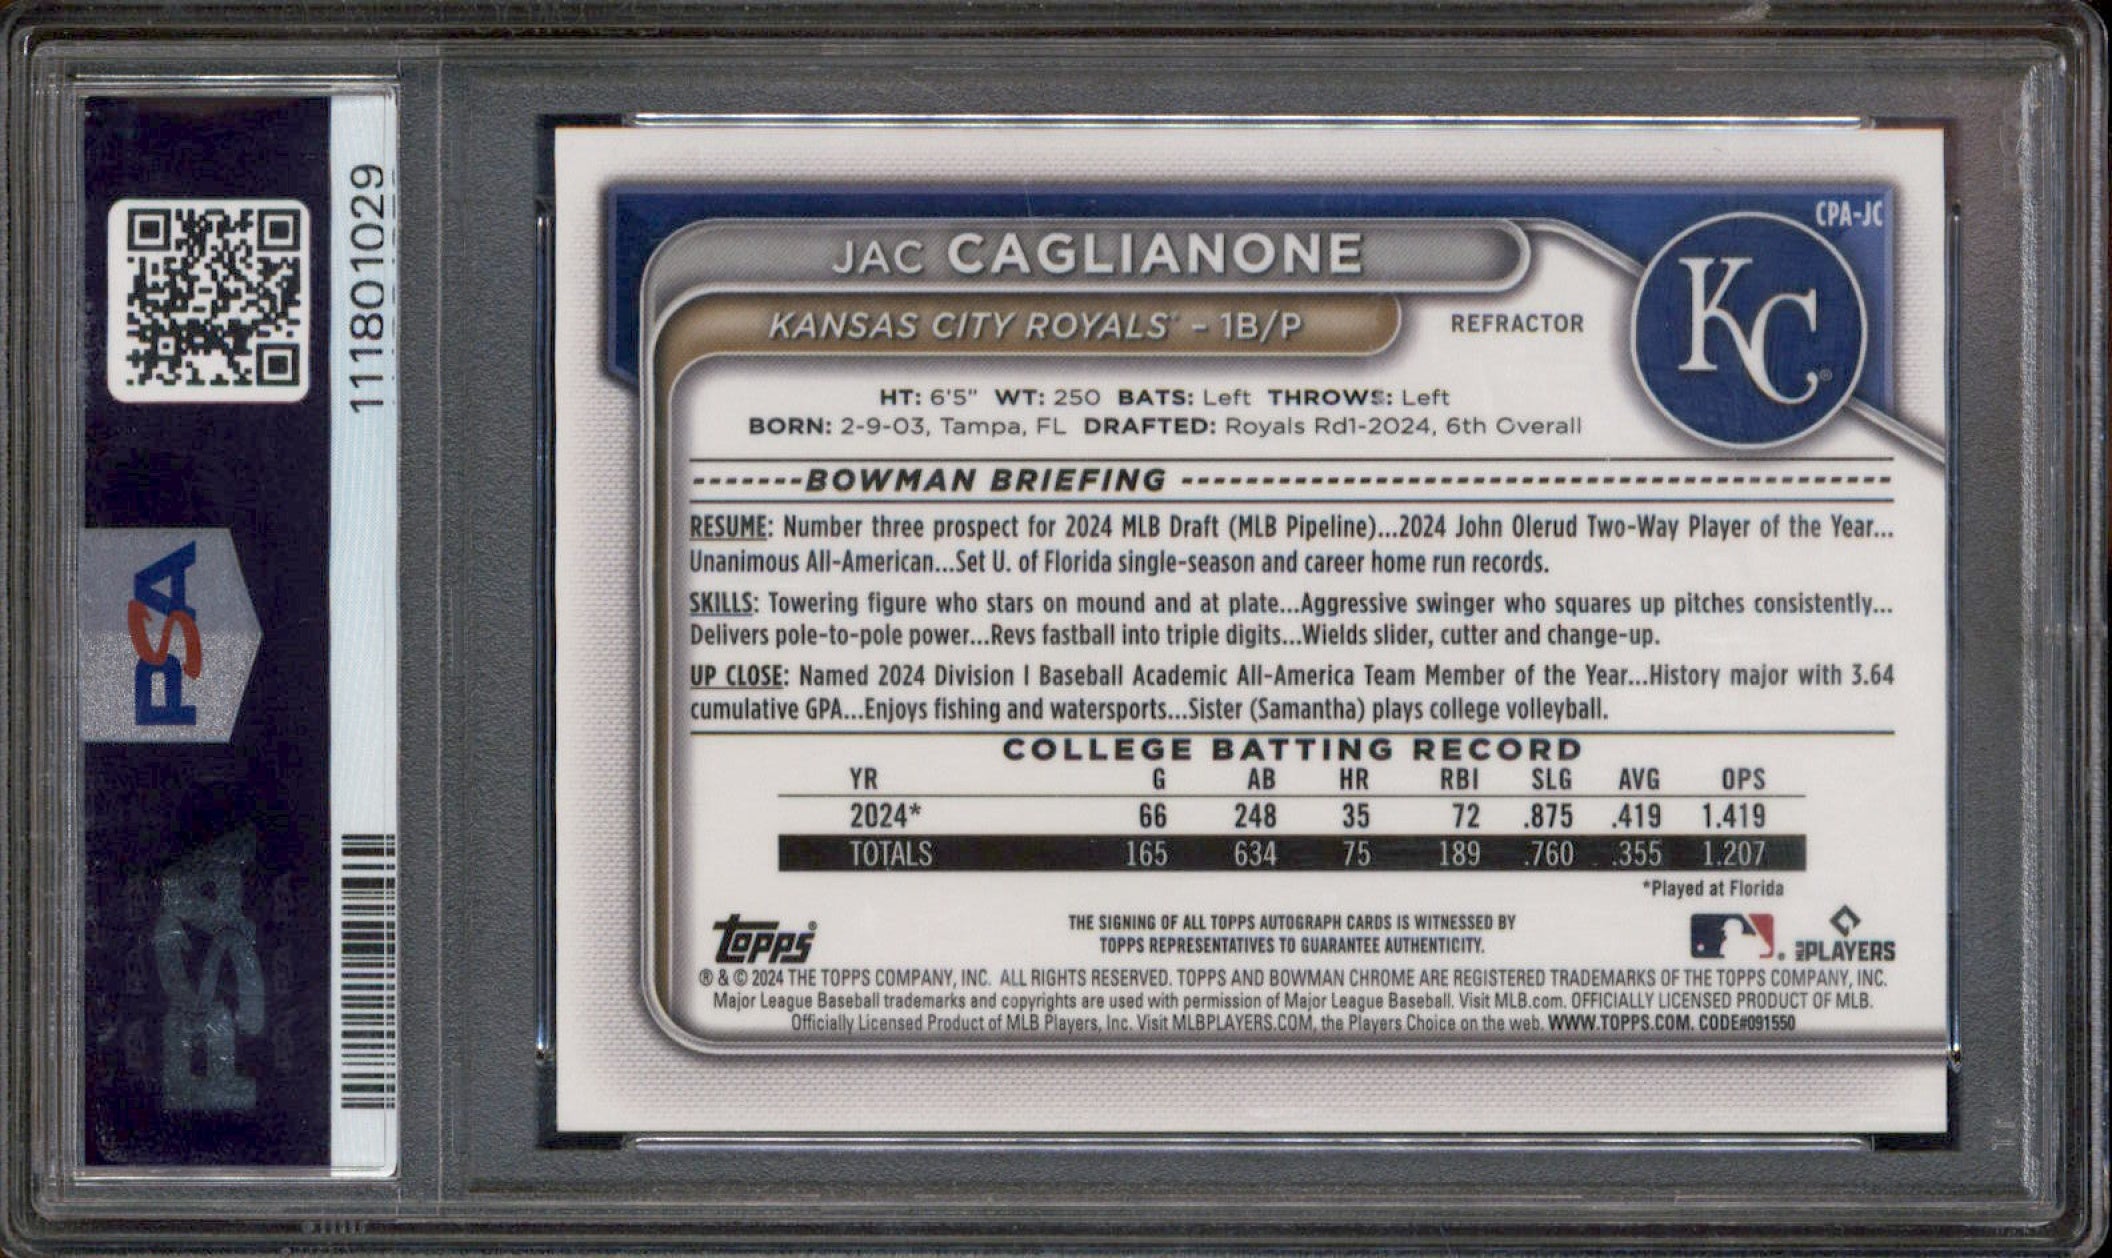 111801029
PSA
CPA-JC
JAC CAGLIANONE
KANSAS CITY ROYALS™ – 1B/P
REFRACTOR
KC®
HT: 6'5" WT: 250 BATS: Left THROWS: Left
BORN: 2-9-03, Tampa, FL DRAFTED: Royals Rd1-2024, 6th Overall
BOWMAN BRIEFING
RESUME: Number three prospect for 2024 MLB Draft (MLB Pipeline)...2024 John Olerud Two-Way Player of the Year...
Unanimous All-American...Set U. of Florida single-season and career home run records.
SKILLS: Towering figure who stars on mound and at plate...Aggressive swinger who squares up pitches consistently...
Delivers pole-to-pole power...Revs fastball into triple digits...Wields slider, cutter and change-up.
UP CLOSE: Named 2024 Division I Baseball Academic All-America Team Member of the Year...History major with 3.64
cumulative GPA...Enjoys fishing and watersports...Sister (Samantha) plays college volleyball.
COLLEGE BATTING RECORD
YR G AB HR RBI SLG AVG OPS
2024* 66 248 35 72 .875 .419 1.419
TOTALS 165 634 75 189 .760 .355 1.207
*Played at Florida
topps®
THE SIGNING OF ALL TOPPS AUTOGRAPH CARDS IS WITNESSED BY
TOPPS REPRESENTATIVES TO GUARANTEE AUTHENTICITY.
MLB PLAYERS
® & © 2024 THE TOPPS COMPANY, INC. ALL RIGHTS RESERVED. TOPPS AND BOWMAN CHROME ARE REGISTERED TRADEMARKS OF THE TOPPS COMPANY, INC.
Major League Baseball trademarks and copyrights are used with permission of Major League Baseball. Visit MLB.com. OFFICIALLY LICENSED PRODUCT OF MLB.
Officially Licensed Product of MLB Players, Inc. Visit MLBPLAYERS.COM, the Players Choice on the web. WWW.TOPPS.COM. CODE#091550
PSA